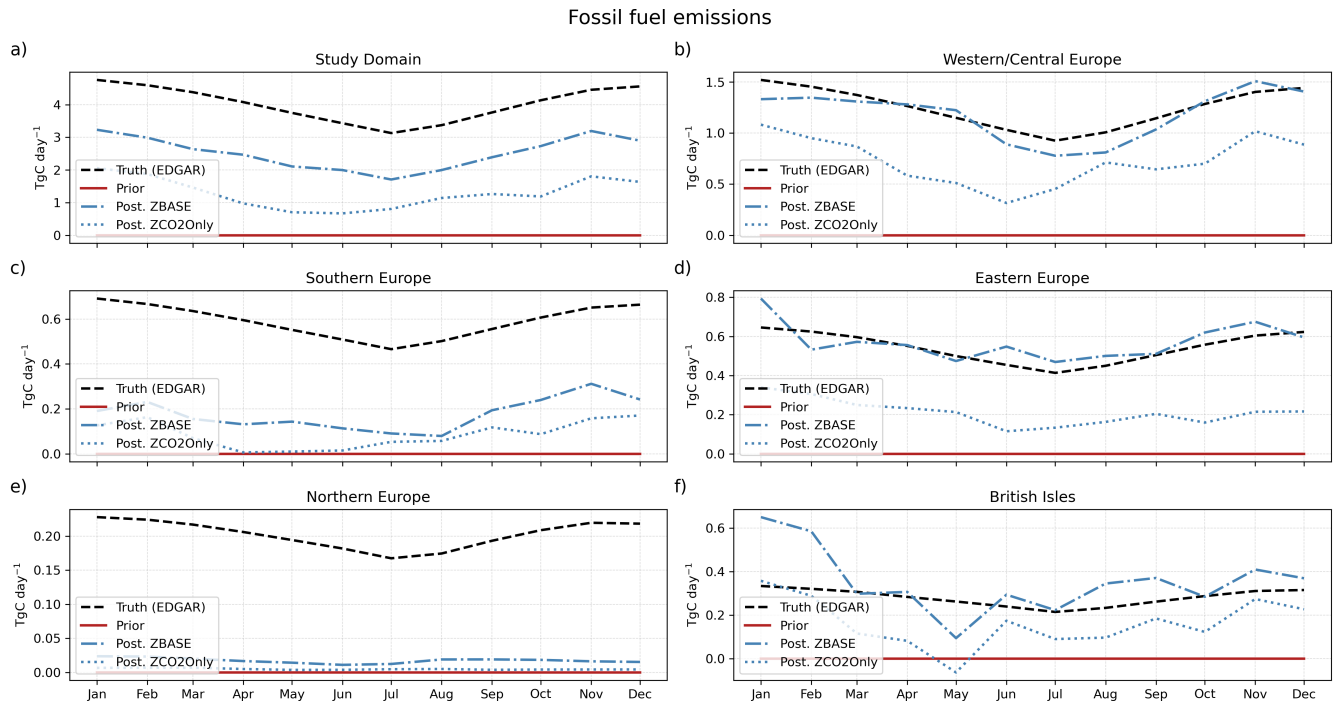 Fossil fuel emissions
a)
Study Domain
TgC day⁻¹
4
3
2
1
0
Truth (EDGAR)
Prior
Post. ZBASE
Post. ZCO2Only
b)
Western/Central Europe
TgC day⁻¹
1.5
1.0
0.5
0.0
Truth (EDGAR)
Prior
Post. ZBASE
Post. ZCO2Only
c)
Southern Europe
TgC day⁻¹
0.6
0.4
0.2
0.0
Truth (EDGAR)
Prior
Post. ZBASE
Post. ZCO2Only
d)
Eastern Europe
TgC day⁻¹
0.8
0.6
0.4
0.2
0.0
Truth (EDGAR)
Prior
Post. ZBASE
Post. ZCO2Only
e)
Northern Europe
TgC day⁻¹
0.20
0.15
0.10
0.05
0.00
Truth (EDGAR)
Prior
Post. ZBASE
Post. ZCO2Only
Jan Feb Mar Apr May Jun Jul Aug Sep Oct Nov Dec
f)
British Isles
TgC day⁻¹
0.6
0.4
0.2
0.0
Truth (EDGAR)
Prior
Post. ZBASE
Post. ZCO2Only
Jan Feb Mar Apr May Jun Jul Aug Sep Oct Nov Dec